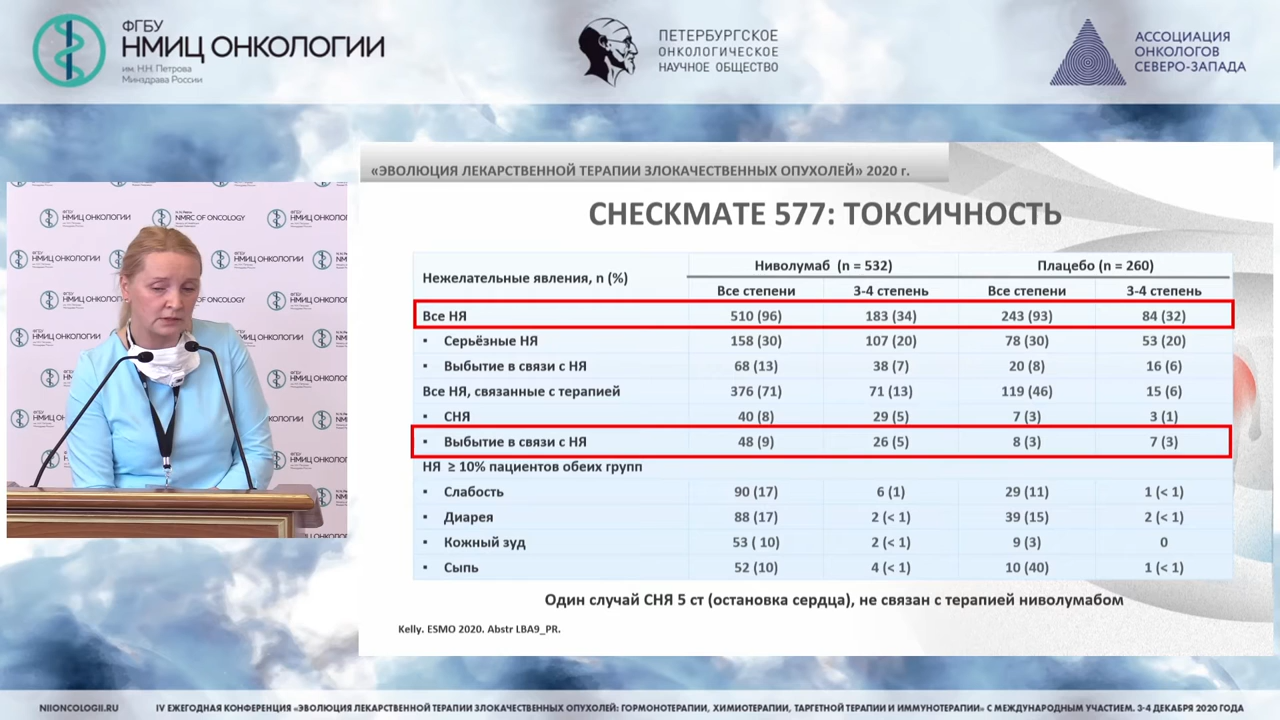 ФГБУ
НМИЦ ОНКОЛОГИИ
им. Н.Н. Петрова
Минздрава России
ПЕТЕРБУРГСКОЕ
ОНКОЛОГИЧЕСКОЕ
НАУЧНОЕ ОБЩЕСТВО
АССОЦИАЦИЯ
ОНКОЛОГОВ
СЕВЕРО-ЗАПАДА
«ЭВОЛЮЦИЯ ЛЕКАРСТВЕННОЙ ТЕРАПИИ ЗЛОКАЧЕСТВЕННЫХ ОПУХОЛЕЙ» 2020 г.
CHECKMATE 577: ТОКСИЧНОСТЬ
Нежелательные явления, n (%) Ниволумаб (n = 532) Плацебо (n = 260)
Все степени 3-4 степень Все степени 3-4 степень
Все НЯ 510 (96) 183 (34) 243 (93) 84 (32)
▪ Серьёзные НЯ 158 (30) 107 (20) 78 (30) 53 (20)
▪ Выбытие в связи с НЯ 68 (13) 38 (7) 20 (8) 16 (6)
Все НЯ, связанные с терапией 376 (71) 71 (13) 119 (46) 15 (6)
▪ СНЯ 40 (8) 29 (5) 7 (3) 3 (1)
▪ Выбытие в связи с НЯ 48 (9) 26 (5) 8 (3) 7 (3)
НЯ ≥ 10% пациентов обеих групп
▪ Слабость 90 (17) 6 (1) 29 (11) 1 (< 1)
▪ Диарея 88 (17) 2 (< 1) 39 (15) 2 (< 1)
▪ Кожный зуд 53 ( 10) 2 (< 1) 9 (3) 0
▪ Сыпь 52 (10) 4 (< 1) 10 (40) 1 (< 1)
Один случай СНЯ 5 ст (остановка сердца), не связан с терапией ниволумабом
Kelly. ESMO 2020. Abstr LBA9_PR.
ФГБУ
НМИЦ ОНКОЛОГИИ
NMRC OF ONCOLOGY
НМИЦ ОНКОЛОГИИ
NIIONCOLOGII.RU
IV ЕЖЕГОДНАЯ КОНФЕРЕНЦИЯ «ЭВОЛЮЦИЯ ЛЕКАРСТВЕННОЙ ТЕРАПИИ ЗЛОКАЧЕСТВЕННЫХ ОПУХОЛЕЙ: ГОРМОНОТЕРАПИИ, ХИМИОТЕРАПИИ, ТАРГЕТНОЙ ТЕРАПИИ И ИММУНОТЕРАПИИ» С МЕЖДУНАРОДНЫМ УЧАСТИЕМ. 3-4 ДЕКАБРЯ 2020 ГОДА